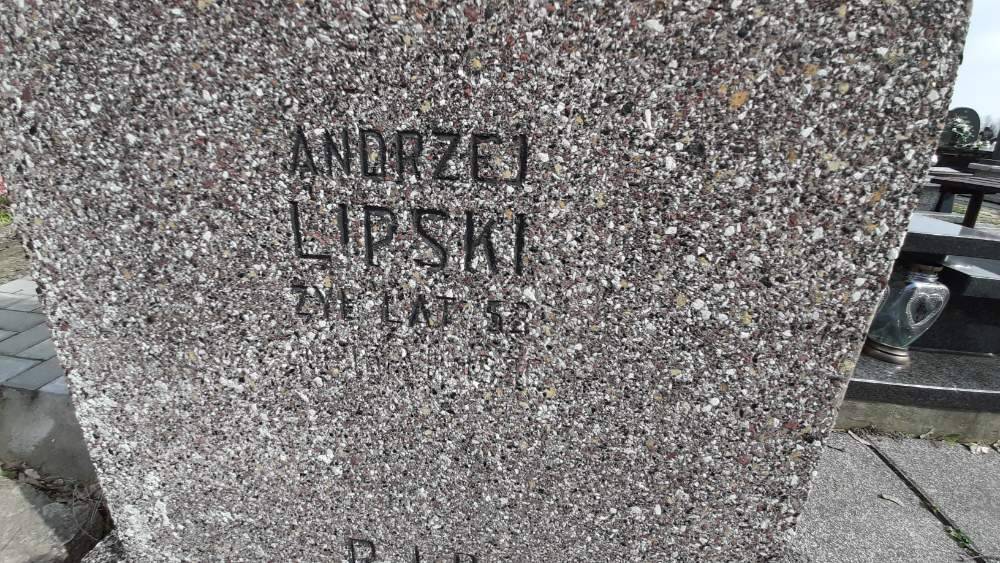 ANDRZEJ
LIPSKI
ŻYŁ LAT 52
R.I.P.